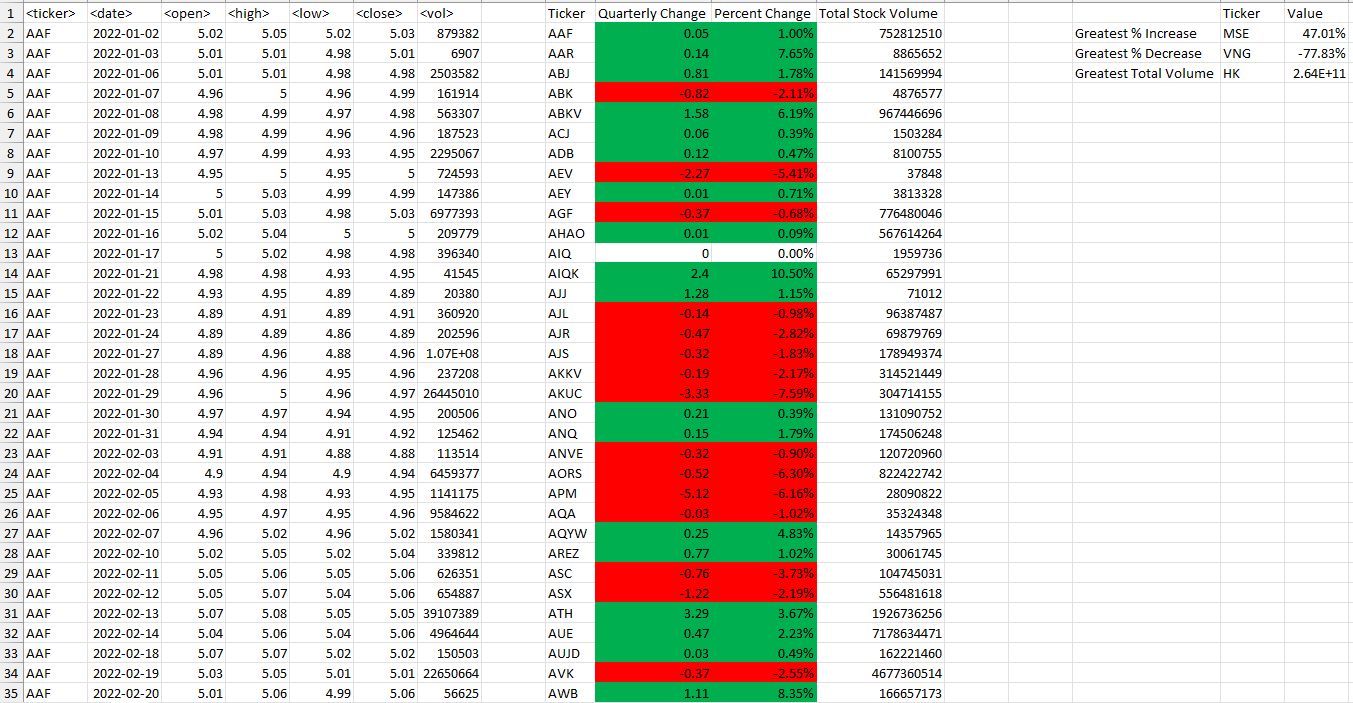 1 <ticker> <date> <open> <high> <low> <close> <vol> Ticker Quarterly Change Percent Change Total Stock Volume Ticker Value
2 AAF 2022-01-02 5.02 5.05 5.02 5.03 879382 AAF 0.05 1.00% 752812510 Greatest % Increase MSE 47.01%
3 AAF 2022-01-03 5.01 5.01 4.98 5.01 6907 AAR 0.14 7.65% 8865652 Greatest % Decrease VNG -77.83%
4 AAF 2022-01-06 5.01 5.01 4.98 4.98 2503582 ABJ 0.81 1.78% 141569994 Greatest Total Volume HK 2.64E+11
5 AAF 2022-01-07 4.96 5 4.96 4.99 161914 ABK -0.82 -2.11% 4876577
6 AAF 2022-01-08 4.98 4.99 4.97 4.98 563307 ABKV 1.58 6.19% 967446696
7 AAF 2022-01-09 4.98 4.99 4.96 4.96 187523 ACJ 0.06 0.39% 1503284
8 AAF 2022-01-10 4.97 4.99 4.93 4.95 2295067 ADB 0.12 0.47% 8100755
9 AAF 2022-01-13 4.95 5 4.95 5 724593 AEV -2.27 -5.41% 37848
10 AAF 2022-01-14 5 5.03 4.99 4.99 147386 AEY 0.01 0.71% 3813328
11 AAF 2022-01-15 5.01 5.03 4.98 5.03 6977393 AGF -0.37 -0.68% 776480046
12 AAF 2022-01-16 5.02 5.04 5 5 209779 AHAO 0.01 0.09% 567614264
13 AAF 2022-01-17 5 5.02 4.98 4.98 396340 AIQ 0 0.00% 1959736
14 AAF 2022-01-21 4.98 4.98 4.93 4.95 41545 AIQK 2.4 10.50% 65297991
15 AAF 2022-01-22 4.93 4.95 4.89 4.89 20380 AJJ 1.28 1.15% 71012
16 AAF 2022-01-23 4.89 4.91 4.89 4.91 360920 AJL -0.14 -0.98% 96387487
17 AAF 2022-01-24 4.89 4.89 4.86 4.89 202596 AJR -0.47 -2.82% 69879769
18 AAF 2022-01-27 4.89 4.96 4.88 4.96 1.07E+08 AJS -0.32 -1.83% 178949374
19 AAF 2022-01-28 4.96 4.96 4.95 4.96 237208 AKKV -0.19 -2.17% 314521449
20 AAF 2022-01-29 4.96 5 4.96 4.97 26445010 AKUC -3.33 -7.59% 304714155
21 AAF 2022-01-30 4.97 4.97 4.94 4.95 200506 ANO 0.21 0.39% 131090752
22 AAF 2022-01-31 4.94 4.94 4.91 4.92 125462 ANQ 0.15 1.79% 174506248
23 AAF 2022-02-03 4.91 4.91 4.88 4.88 113514 ANVE -0.32 -0.90% 120720960
24 AAF 2022-02-04 4.9 4.94 4.9 4.94 6459377 AORS -0.52 -6.30% 822422742
25 AAF 2022-02-05 4.93 4.98 4.93 4.95 1141175 APM -5.12 -6.16% 28090822
26 AAF 2022-02-06 4.95 4.97 4.95 4.96 9584622 AQA -0.03 -1.02% 35324348
27 AAF 2022-02-07 4.96 5.02 4.96 5.02 1580341 AQYW 0.25 4.83% 14357965
28 AAF 2022-02-10 5.02 5.05 5.02 5.04 339812 AREZ 0.77 1.02% 30061745
29 AAF 2022-02-11 5.05 5.06 5.05 5.06 626351 ASC -0.76 -3.73% 104745031
30 AAF 2022-02-12 5.05 5.07 5.04 5.06 654887 ASX -1.22 -2.19% 556481618
31 AAF 2022-02-13 5.07 5.08 5.05 5.05 39107389 ATH 3.29 3.67% 1926736256
32 AAF 2022-02-14 5.04 5.06 5.04 5.06 4964644 AUE 0.47 2.23% 7178634471
33 AAF 2022-02-18 5.07 5.07 5.02 5.02 150503 AUJD 0.03 0.49% 162221460
34 AAF 2022-02-19 5.03 5.05 5.01 5.01 22650664 AVK -0.37 -2.55% 4677360514
35 AAF 2022-02-20 5.01 5.06 4.99 5.06 56625 AWB 1.11 8.35% 166657173